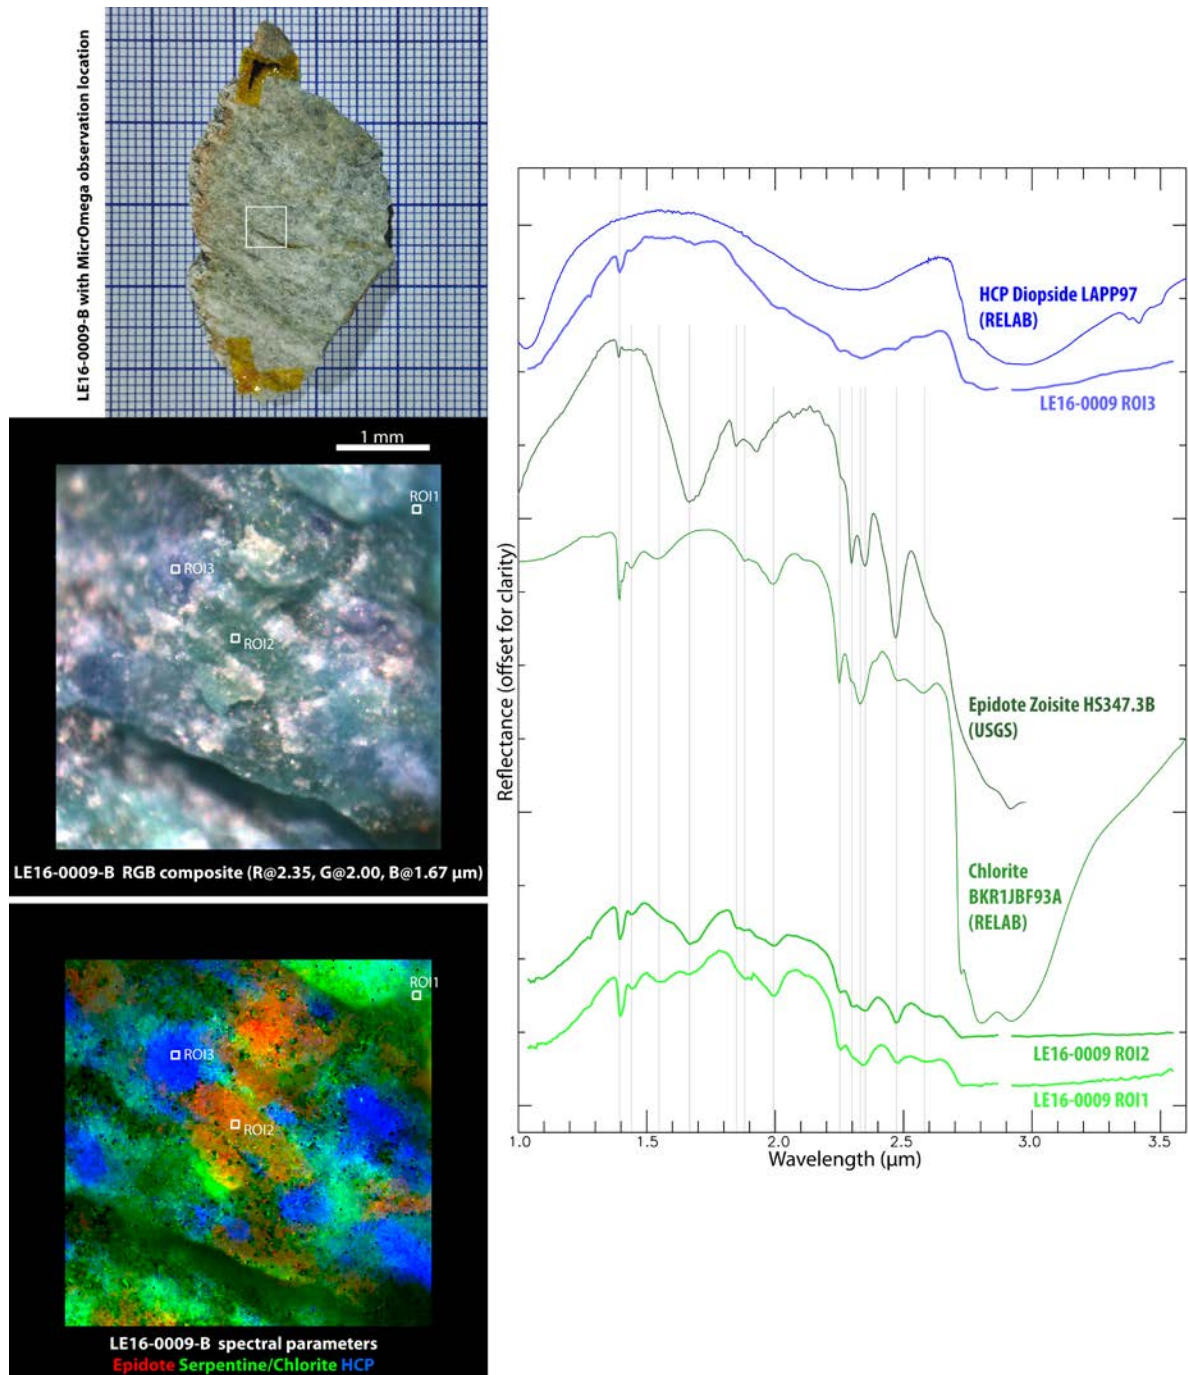 LE16-0009-B with MicrOmega observation location
1 mm
ROI1
ROI3
ROI2
LE16-0009-B RGB composite (R@2.35, G@2.00, B@1.67 µm)
ROI1
ROI3
ROI2
LE16-0009-B spectral parameters
Epidote Serpentine/Chlorite HCP
Reflectance (offset for clarity)
HCP Diopside LAPP97
(RELAB)
LE16-0009 ROI3
Epidote Zoisite HS347.3B
(USGS)
Chlorite
BKR1JBF93A
(RELAB)
LE16-0009 ROI2
LE16-0009 ROI1
1.0 1.5 2.0 2.5 3.0 3.5
Wavelength (µm)